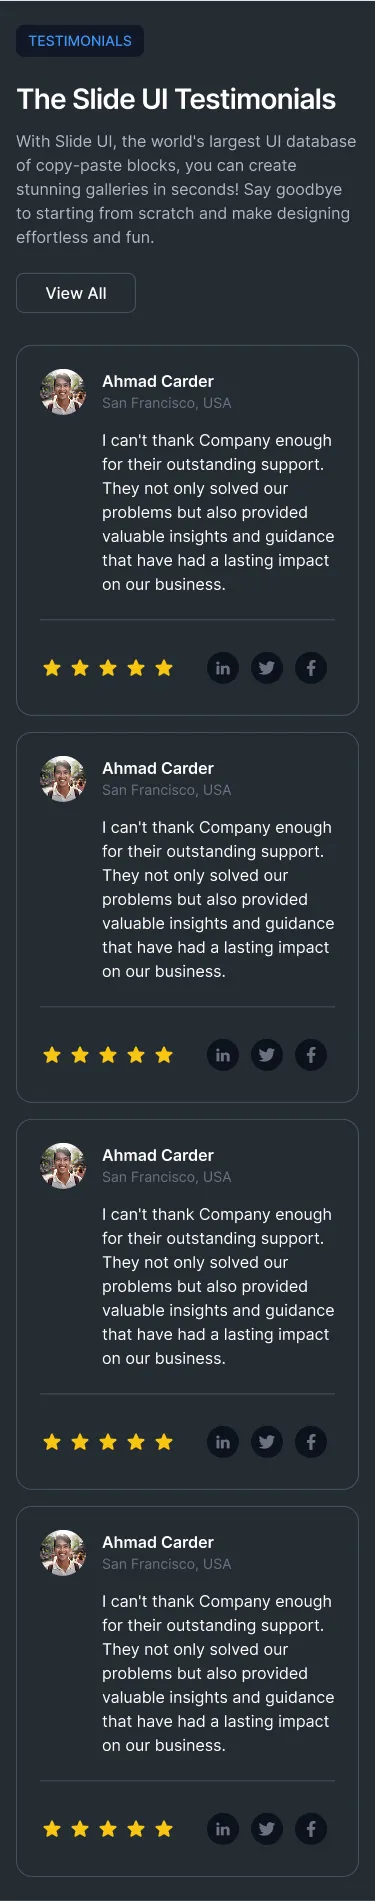 TESTIMONIALS
The Slide UI Testimonials
With Slide UI, the world's largest UI database
of copy-paste blocks, you can create
stunning galleries in seconds! Say goodbye
to starting from scratch and make designing
effortless and fun.
View All
Ahmad Carder
San Francisco, USA
I can't thank Company enough
for their outstanding support.
They not only solved our
problems but also provided
valuable insights and guidance
that have had a lasting impact
on our business.
in
Ahmad Carder
San Francisco, USA
I can't thank Company enough
for their outstanding support.
They not only solved our
problems but also provided
valuable insights and guidance
that have had a lasting impact
on our business.
in
Ahmad Carder
San Francisco, USA
I can't thank Company enough
for their outstanding support.
They not only solved our
problems but also provided
valuable insights and guidance
that have had a lasting impact
on our business.
in
Ahmad Carder
San Francisco, USA
I can't thank Company enough
for their outstanding support.
They not only solved our
problems but also provided
valuable insights and guidance
that have had a lasting impact
on our business.
in